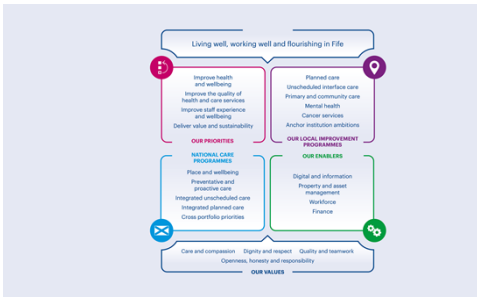 Living well, working well and flourishing in Fife
Improve health
and wellbeing
Improve the quality of
health and care services
Improve staff experience
and wellbeing
Deliver value and sustainability
OUR PRIORITIES
Planned care
Unscheduled interface care
Primary and community care
Mental health
Cancer services
Anchor institution ambitions
OUR LOCAL IMPROVEMENT
PROGRAMMES
NATIONAL CARE
PROGRAMMES
Place and wellbeing
Preventative and
proactive care
Integrated unscheduled care
Integrated planned care
Cross portfolio priorities
OUR ENABLERS
Digital and information
Property and asset
management
Workforce
Finance
Care and compassion Dignity and respect Quality and teamwork
Openness, honesty and responsibility
OUR VALUES